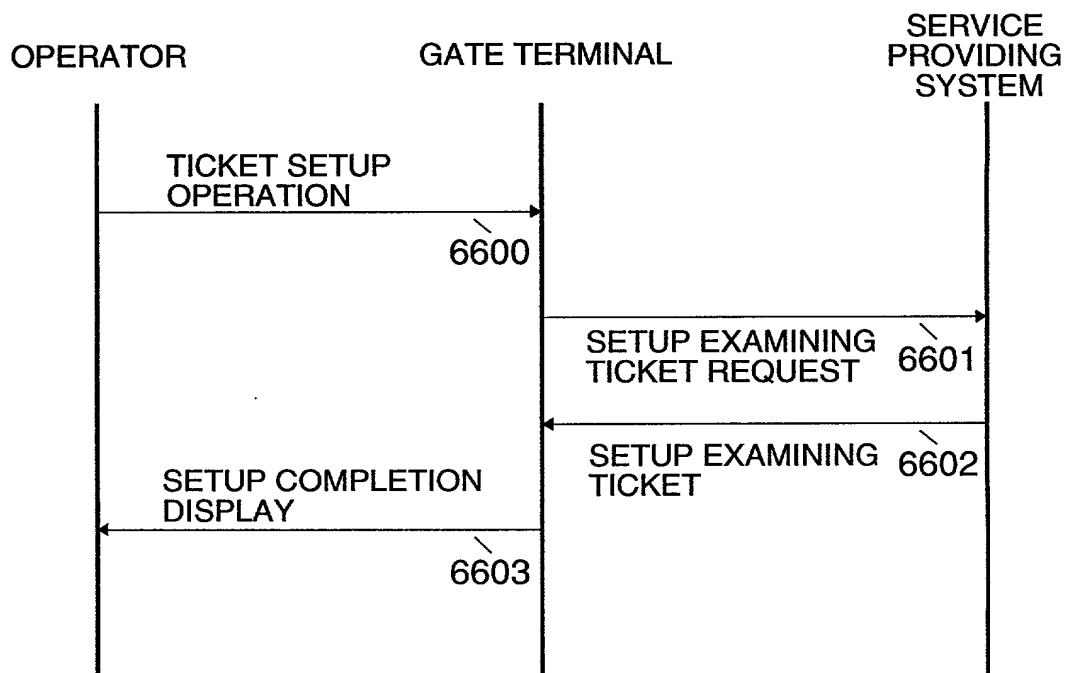 OPERATOR
GATE TERMINAL
SERVICE
PROVIDING
SYSTEM
TICKET SETUP
OPERATION
6600
SETUP EXAMINING
TICKET REQUEST
6601
SETUP EXAMINING
TICKET
6602
SETUP COMPLETION
DISPLAY
6603